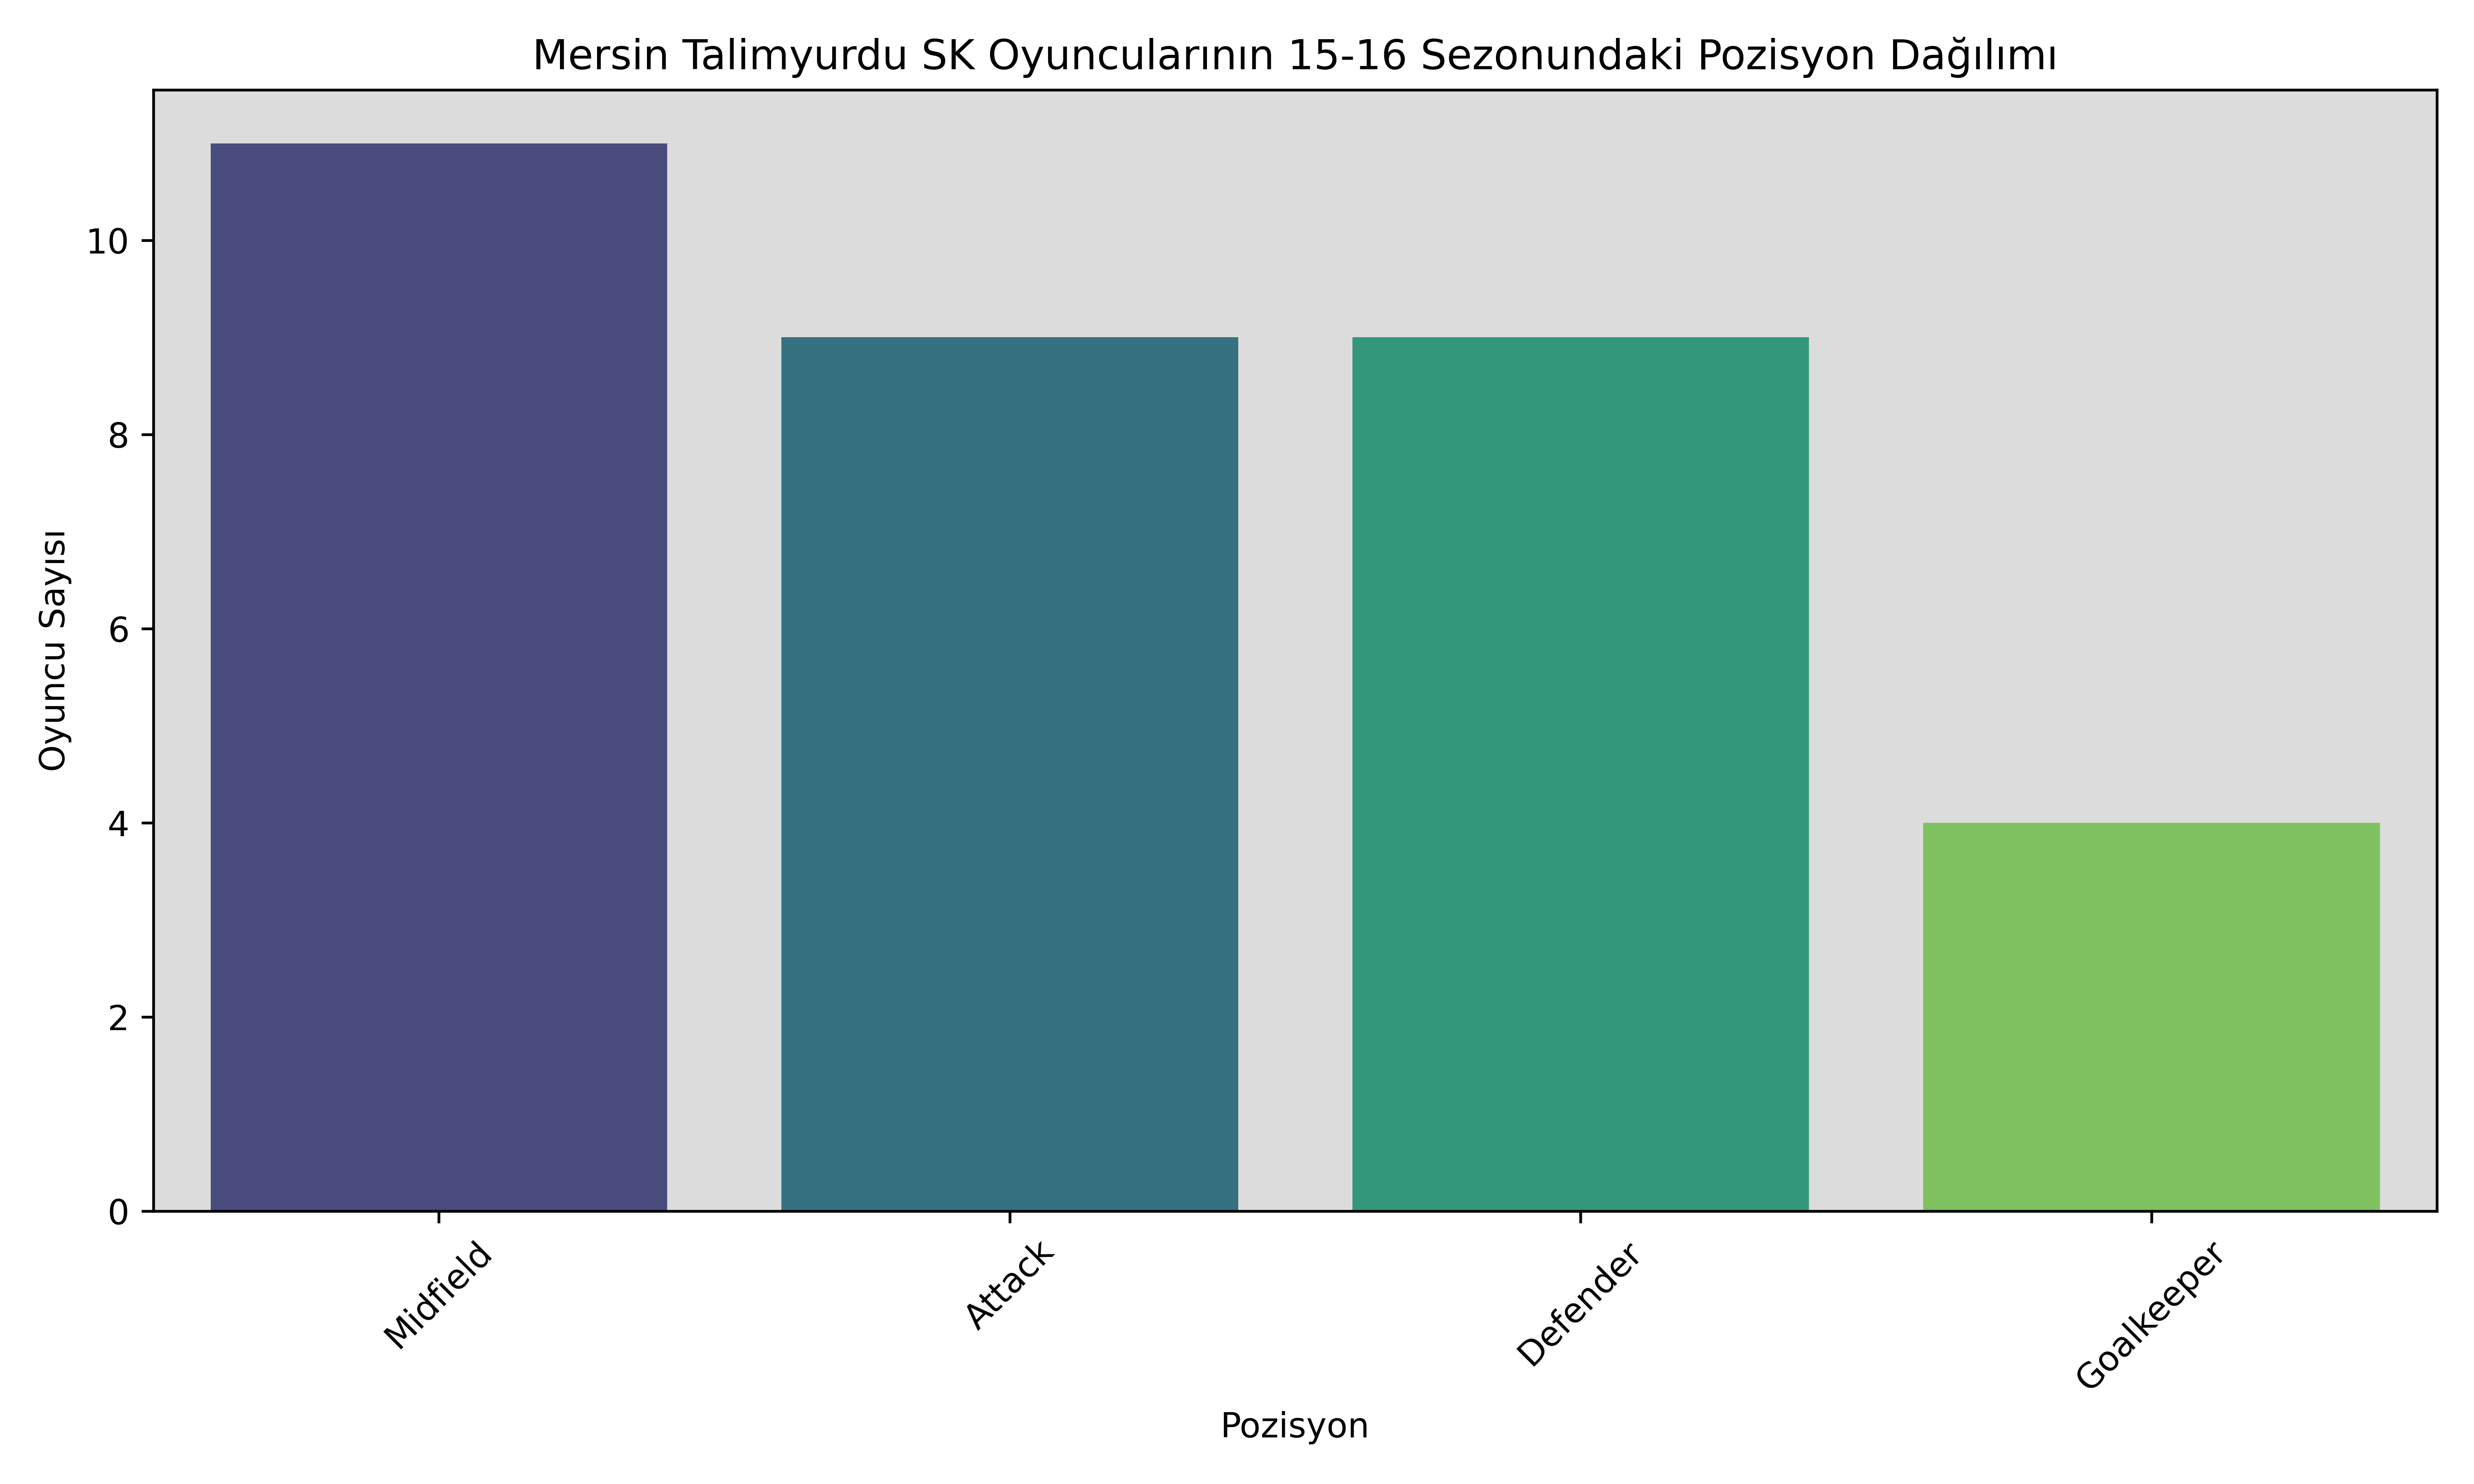 Mersin Talimyurdu SK Oyuncularının 15-16 Sezonundaki Pozisyon Dağılımı
Oyuncu Sayısı
10
8
6
4
2
0
Midfield
Attack
Defender
Goalkeeper
Pozisyon